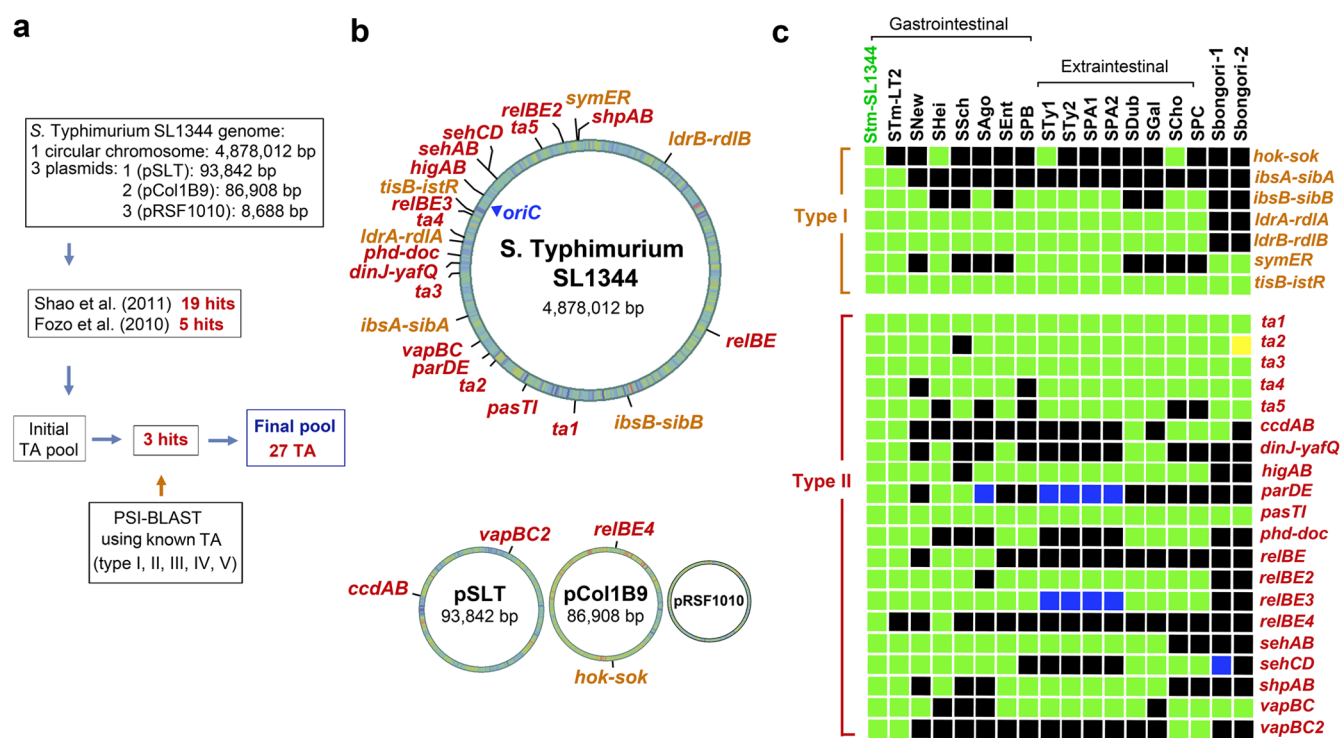 a
S. Typhimurium SL1344 genome:
1 circular chromosome: 4,878,012 bp
3 plasmids: 1 (pSLT): 93,842 bp
2 (pCol1B9): 86,908 bp
3 (pRSF1010): 8,688 bp
Shao et al. (2011) 19 hits
Fozo et al. (2010) 5 hits
Initial
TA pool
3 hits
Final pool
27 TA
PSI-BLAST
using known TA
(type I, II, III, IV, V)
b
symER
relBE2
shpAB
ta5
sehCD
sehAB
higAB
tisB-istR
relBE3
ta4
ldrA-rdlA
phd-doc
dinJ-yafQ
ta3
ibsA-sibA
vapBC
parDE
ta2
pasTI
ta1
ibsB-sibB
relBE
ldrB-rdlB
oriC
S. Typhimurium
SL1344
4,878,012 bp
vapBC2
ccdAB
pSLT
93,842 bp
relBE4
pCol1B9
86,908 bp
hok-sok
pRSF1010
c
Gastrointestinal
Extraintestinal
Stm-SL1344
STm-LT2
SNew
SHei
SSch
SAgo
SEnt
SPB
STy1
STy2
SPA1
SPA2
SDub
SGal
SCho
SPC
Sbongori-1
Sbongori-2
Type I
hok-sok
ibsA-sibA
ibsB-sibB
ldrA-rdlA
ldrB-rdlB
symER
tisB-istR
Type II
ta1
ta2
ta3
ta4
ta5
ccdAB
dinJ-yafQ
higAB
parDE
pasTI
phd-doc
relBE
relBE2
relBE3
relBE4
sehAB
sehCD
shpAB
vapBC
vapBC2